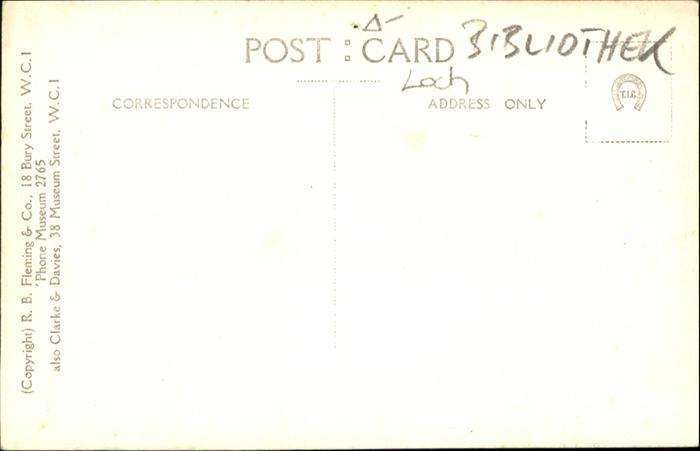 Δ-
POST CARD BIBLIOTHEK
Loch
CORRESPONDENCE
ADDRESS ONLY
(Copyright) R. B. Fleming & Co., 18 Bury Street, W.C.1
'Phone Museum 2765
also Clarke & Davies, 38 Museum Street, W.C.1